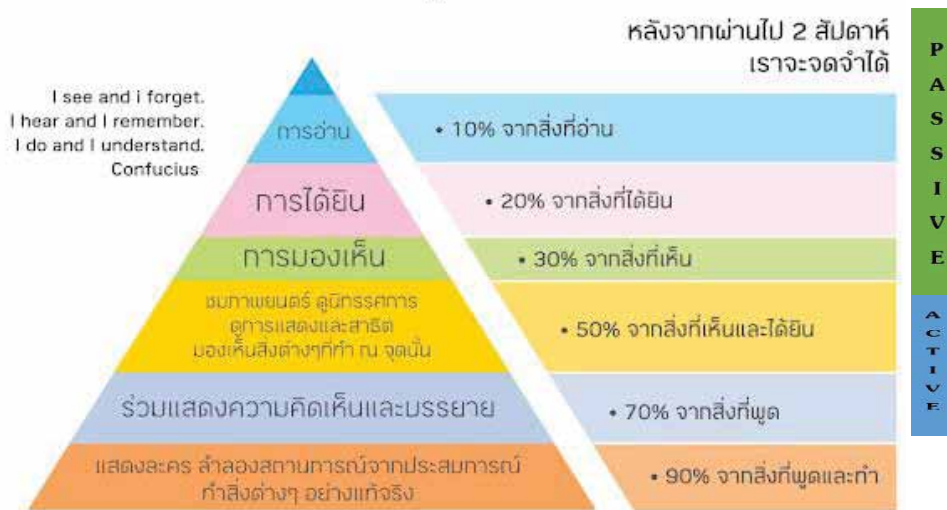 หลังจากผ่านไป 2 สัปดาห์
เราจะจดจำได้
I see and i forget.
I hear and I remember.
I do and I understand.
Confucius
การอ่าน
• 10% จากสิ่งที่อ่าน
การได้ยิน
• 20% จากสิ่งที่ได้ยิน
การมองเห็น
• 30% จากสิ่งที่เห็น
ชมภาพยนตร์ ดูนิทรรศการ
ดูการแสดงและสาธิต
มองเห็นสิ่งต่างๆที่ทำ ณ จุดนั้น
• 50% จากสิ่งที่เห็นและได้ยิน
ร่วมแสดงความคิดเห็นและบรรยาย
• 70% จากสิ่งที่พูด
แสดงละคร ลำลองสถานการณ์จากประสบการณ์
ทำสิ่งต่างๆ อย่างแท้จริง
• 90% จากสิ่งที่พูดและทำ
PASSIVE
ACTIVE